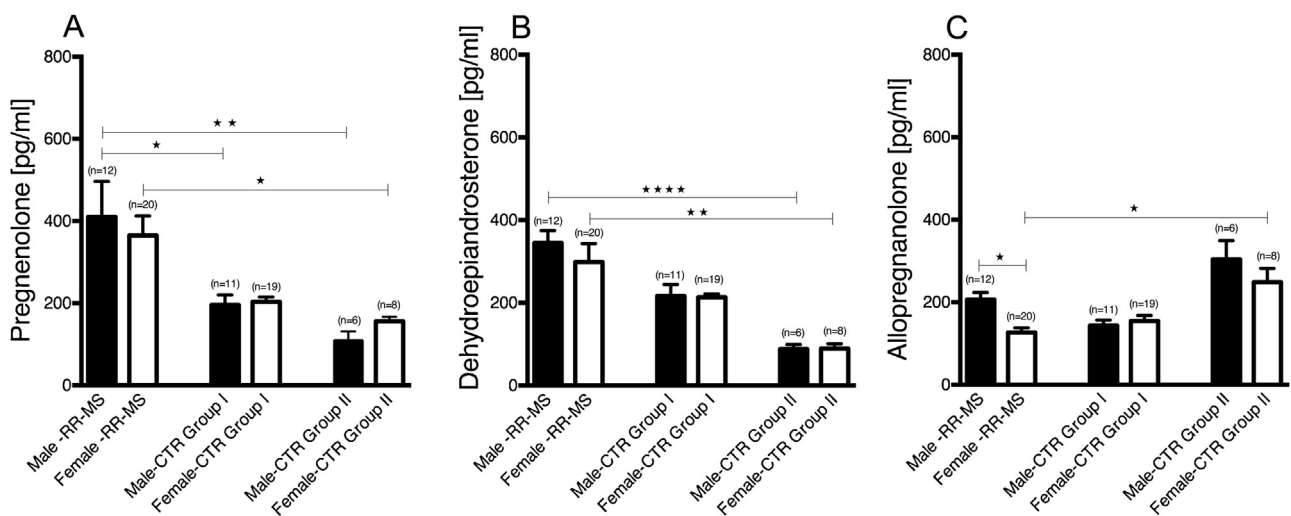 A
Pregnenolone [pg/ml]
800
600
400
200
0
★ ★
★
★
(n=12)
(n=20)
(n=11)
(n=19)
(n=6)
(n=8)
Male -RR-MS
Female -RR-MS
Male-CTR Group I
Female-CTR Group I
Male-CTR Group II
Female-CTR Group II
B
Dehydroepiandrosterone [pg/ml]
800
600
400
200
0
★ ★ ★ ★
★ ★
(n=12)
(n=20)
(n=11)
(n=19)
(n=6)
(n=8)
Male -RR-MS
Female -RR-MS
Male-CTR Group I
Female-CTR Group I
Male-CTR Group II
Female-CTR Group II
C
Allopregnanolone [pg/ml]
800
600
400
200
0
★
★
(n=12)
(n=20)
(n=11)
(n=19)
(n=6)
(n=8)
Male -RR-MS
Female -RR-MS
Male-CTR Group I
Female-CTR Group I
Male-CTR Group II
Female-CTR Group II